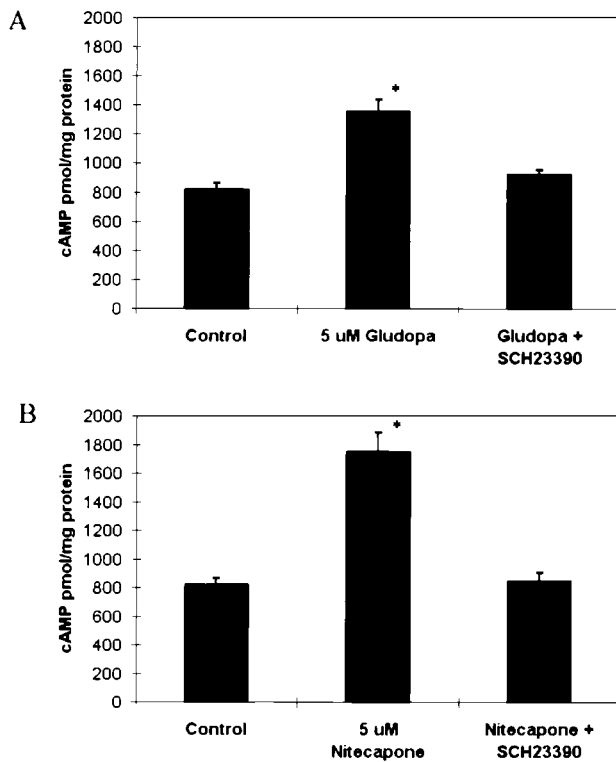 A
2000
1800
1600
1400
1200
1000
800
600
400
200
0
cAMP pmol/mg protein
*
Control
5 uM Gludopa
Gludopa +
SCH23390
B
2000
1800
1600
1400
1200
1000
800
600
400
200
0
cAMP pmol/mg protein
*
Control
5 uM
Nitecapone
Nitecapone +
SCH23390